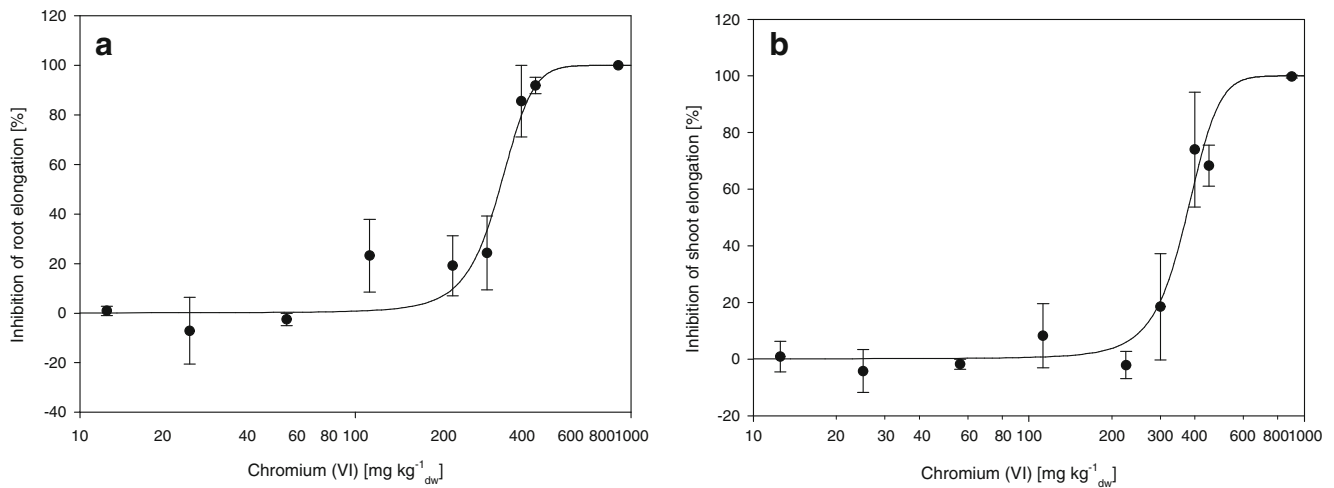 a
Inhibition of root elongation [%]
120
100
80
60
40
20
0
-20
-40
10 20 40 60 80 100 200 400 600 8001000
Chromium (VI) [mg kg-1dw]
b
Inhibition of shoot elongation [%]
120
100
80
60
40
20
0
-20
10 20 30 40 60 80 100 200 300 400 600 8001000
Chromium (VI) [mg kg-1dw]